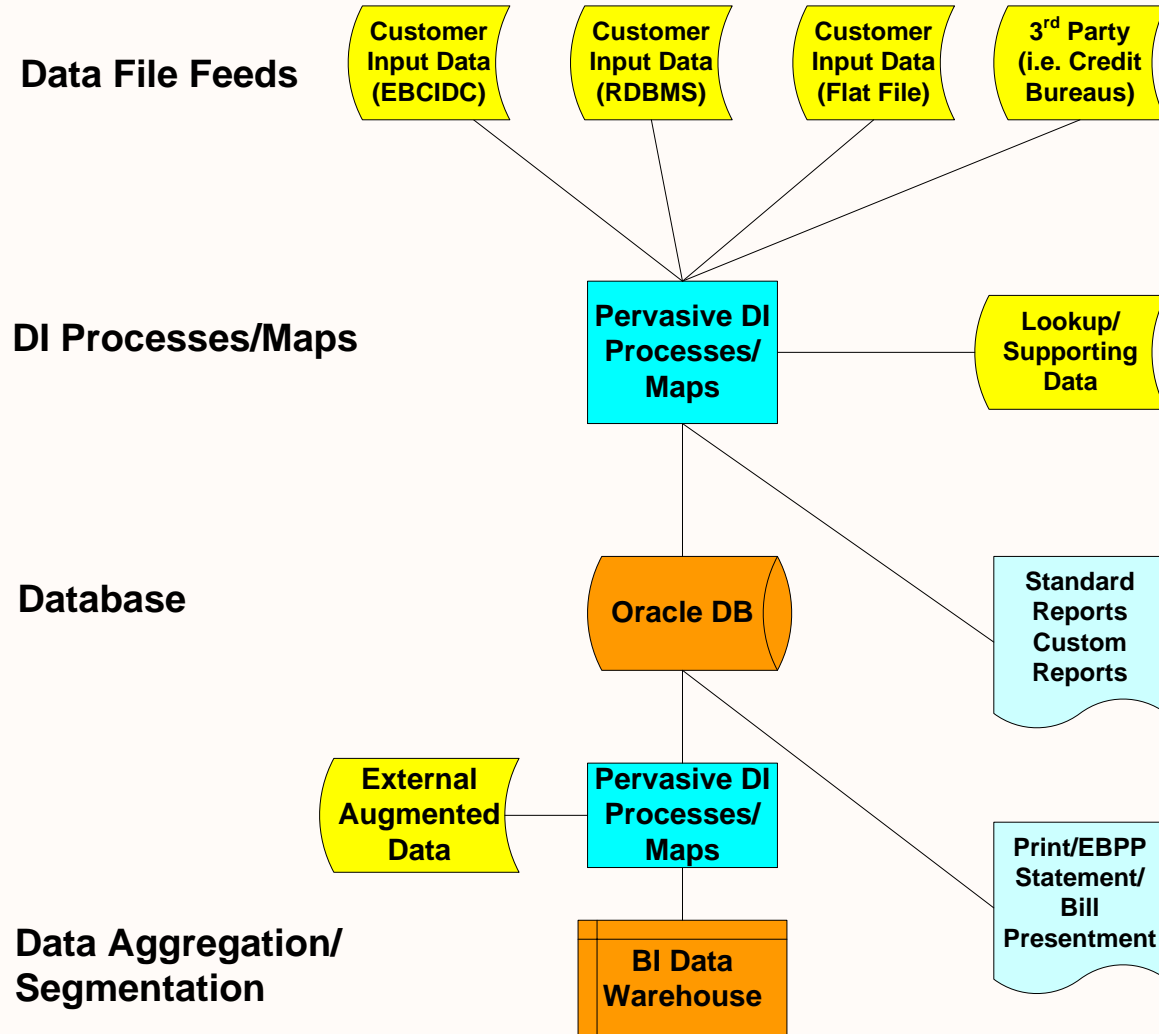 Data File Feeds
Customer
Input Data
(EBCIDC)
Customer
Input Data
(RDBMS)
Customer
Input Data
(Flat File)
3rd Party
(i.e. Credit
Bureaus)
DI Processes/Maps
Pervasive DI
Processes/
Maps
Lookup/
Supporting
Data
Database
Oracle DB
Standard
Reports
Custom
Reports
External
Augmented
Data
Pervasive DI
Processes/
Maps
Print/EBPP
Statement/
Bill
Presentment
Data Aggregation/
Segmentation
BI Data
Warehouse